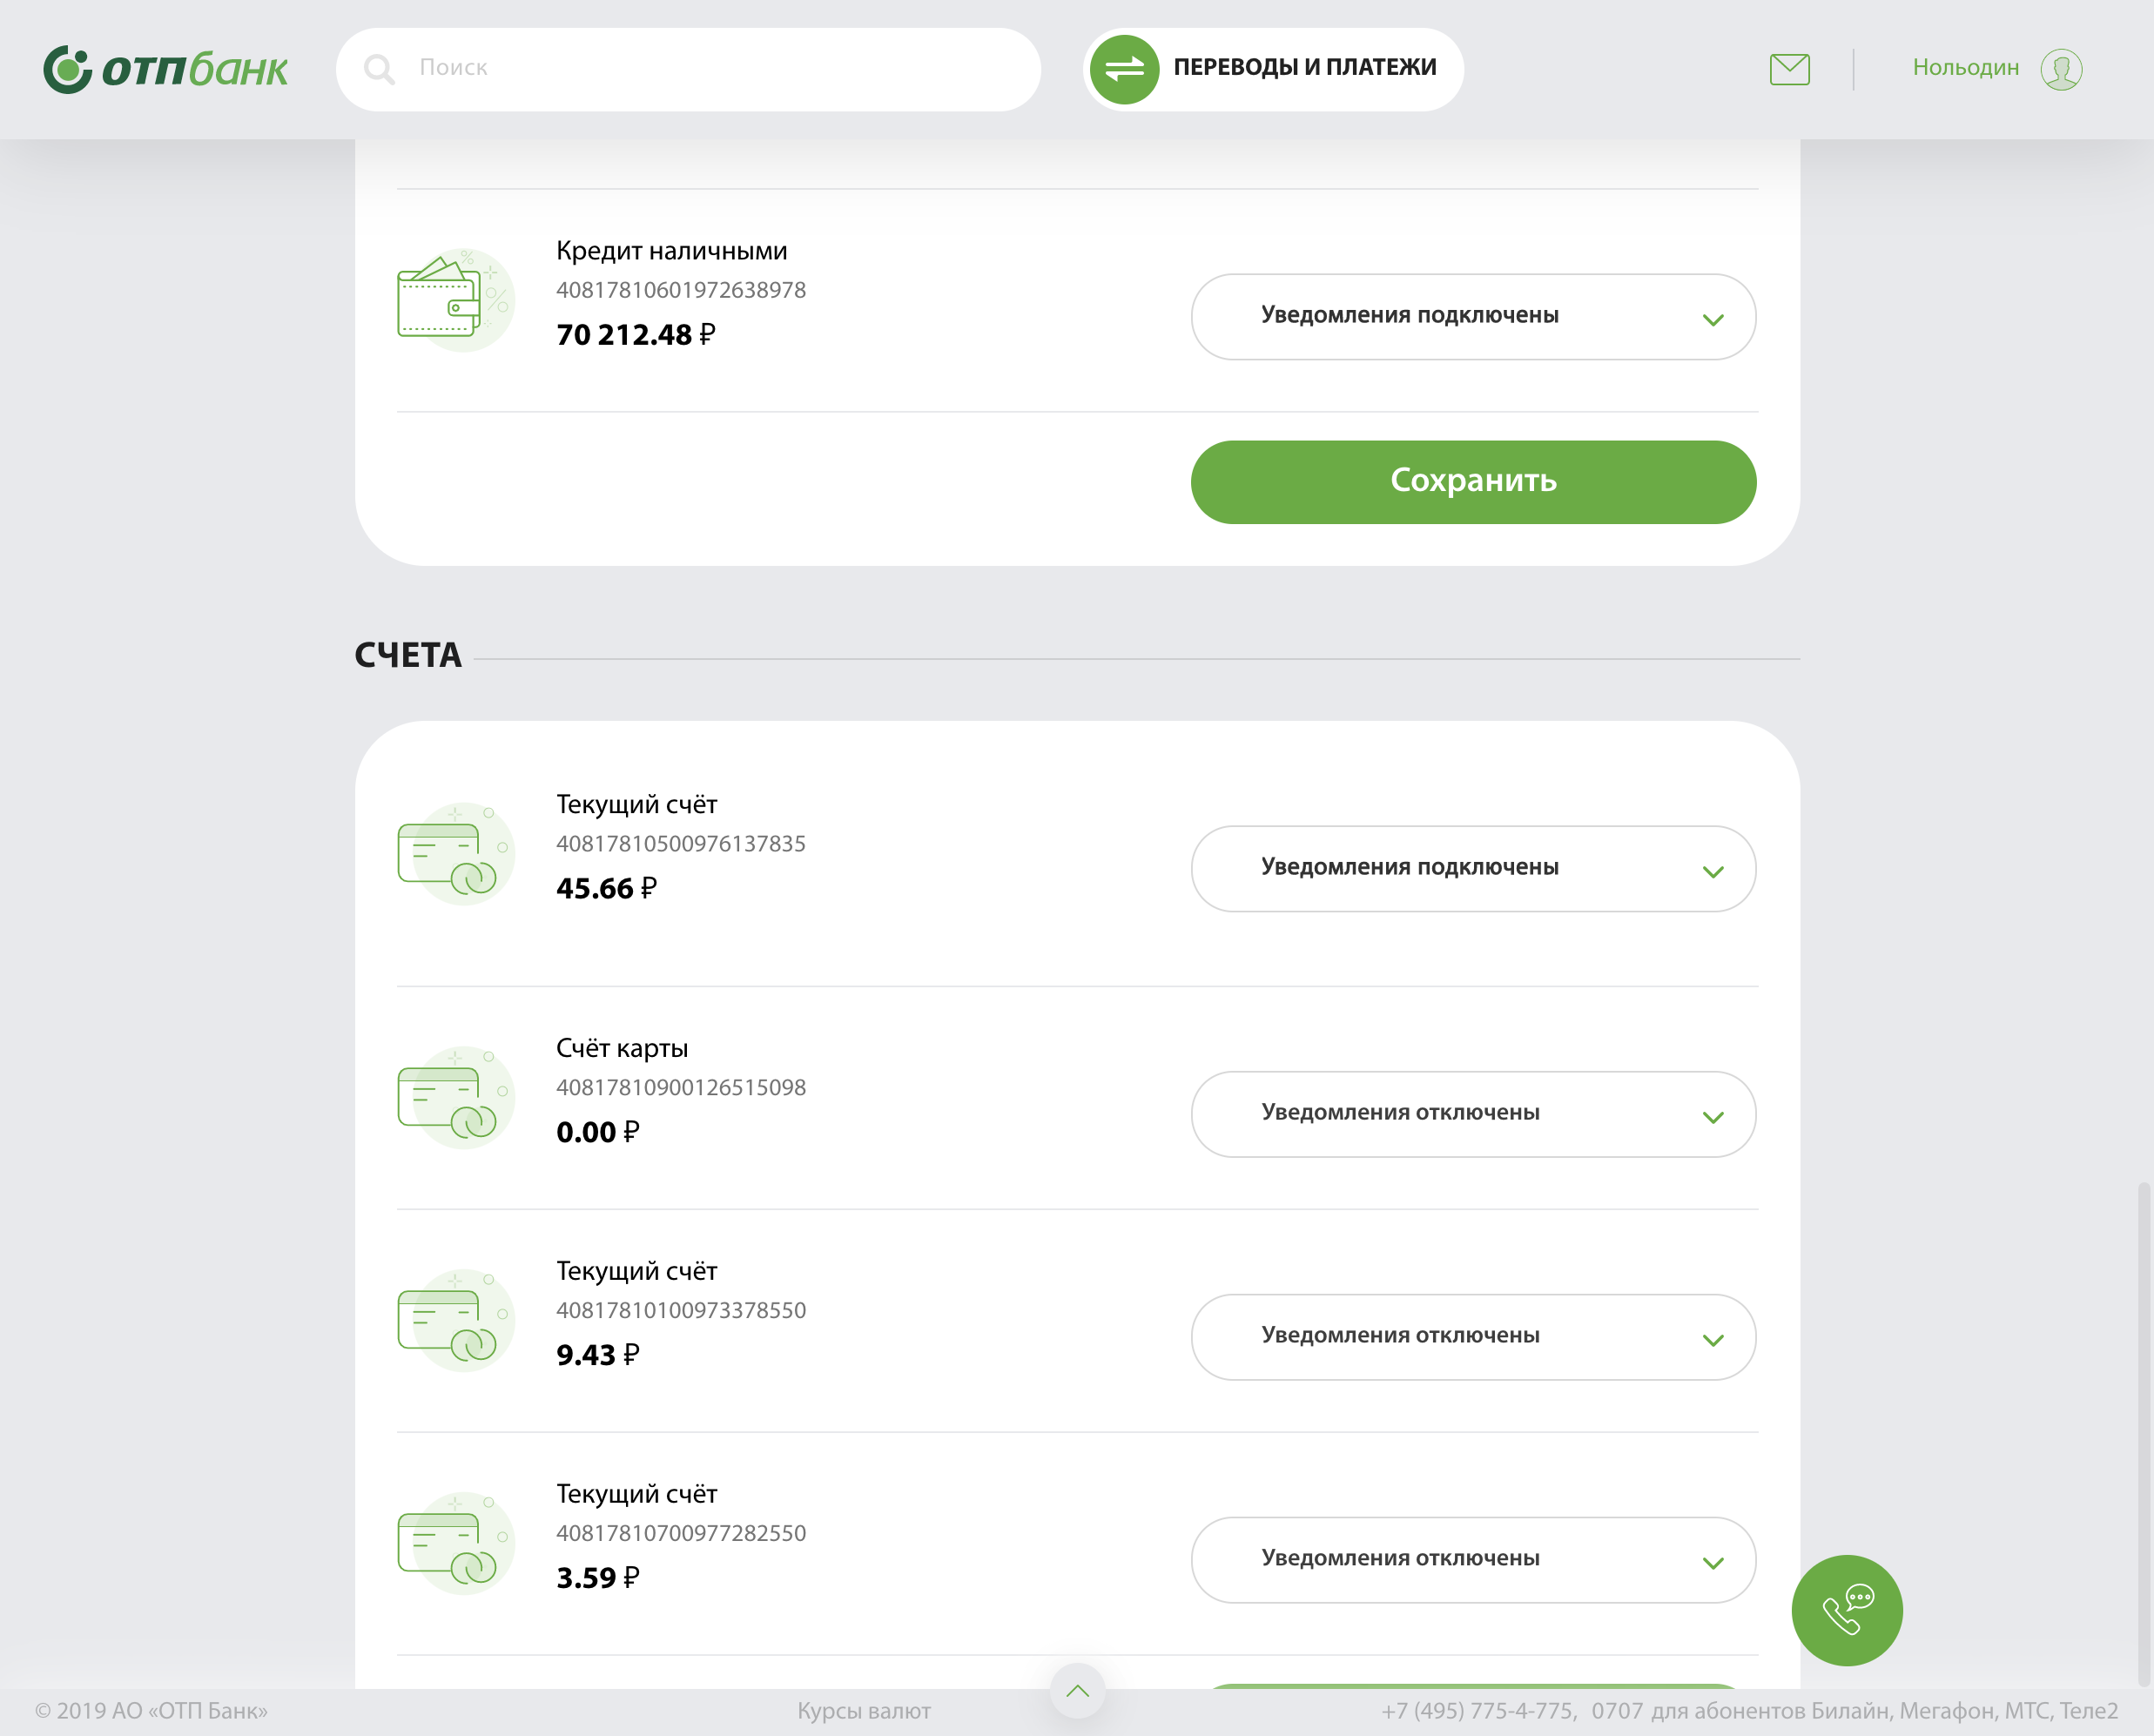 ОТПбанк
Поиск
ПЕРЕВОДЫ И ПЛАТЕЖИ
Нольодин
Кредит наличными
40817810601972638978
70 212.48 ₽
Уведомления подключены
Сохранить
СЧЕТА
Текущий счёт
40817810500976137835
45.66 ₽
Уведомления подключены
Счёт карты
40817810900126515098
0.00 ₽
Уведомления отключены
Текущий счёт
40817810100973378550
9.43 ₽
Уведомления отключены
Текущий счёт
40817810700977282550
3.59 ₽
Уведомления отключены
© 2019 АО «ОТП Банк»
Курсы валют
+7 (495) 775-4-775, 0707 для абонентов Билайн, Мегафон, МТС, Теле2